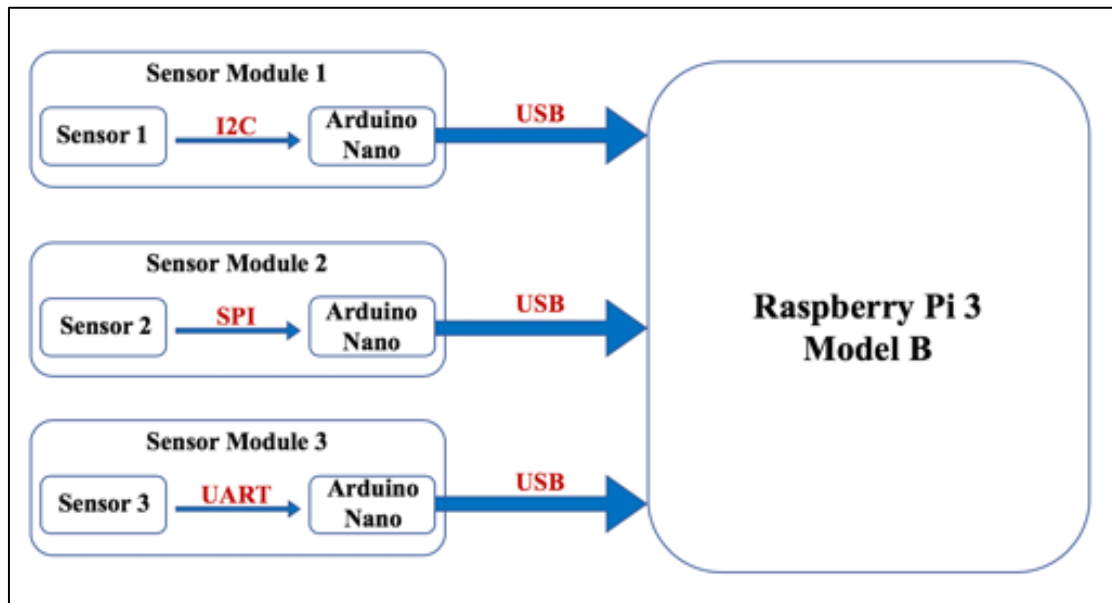 Sensor Module 1
Sensor 1
I2C
Arduino
Nano
USB
Sensor Module 2
Sensor 2
SPI
Arduino
Nano
USB
Sensor Module 3
Sensor 3
UART
Arduino
Nano
USB
Raspberry Pi 3
Model B